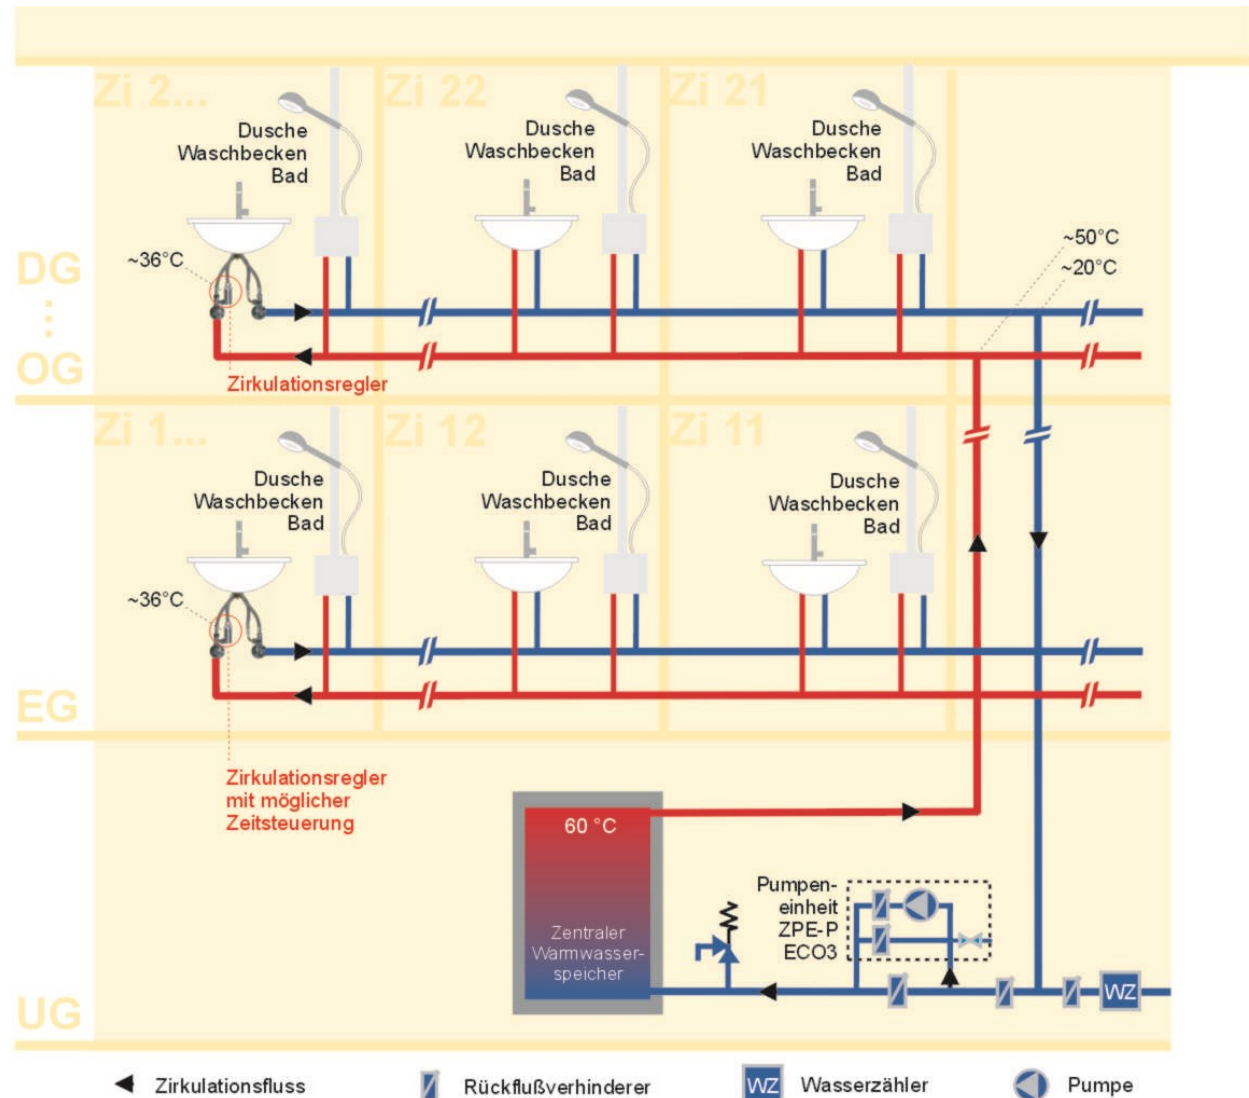 Zi 2...
Zi 22
Zi 21
Dusche
Waschbecken
Bad
Dusche
Waschbecken
Bad
Dusche
Waschbecken
Bad
~36°C
~50°C
~20°C
DG
⋮
OG
Zirkulationsregler
Zi 1...
Zi 12
Zi 11
Dusche
Waschbecken
Bad
Dusche
Waschbecken
Bad
Dusche
Waschbecken
Bad
~36°C
EG
Zirkulationsregler
mit möglicher
Zeitsteuerung
60 °C
Zentraler
Warmwasser-
speicher
Pumpen-
einheit
ZPE-P
ECO3
WZ
UG
Zirkulationsfluss
Rückflußverhinderer
WZ Wasserzähler
Pumpe